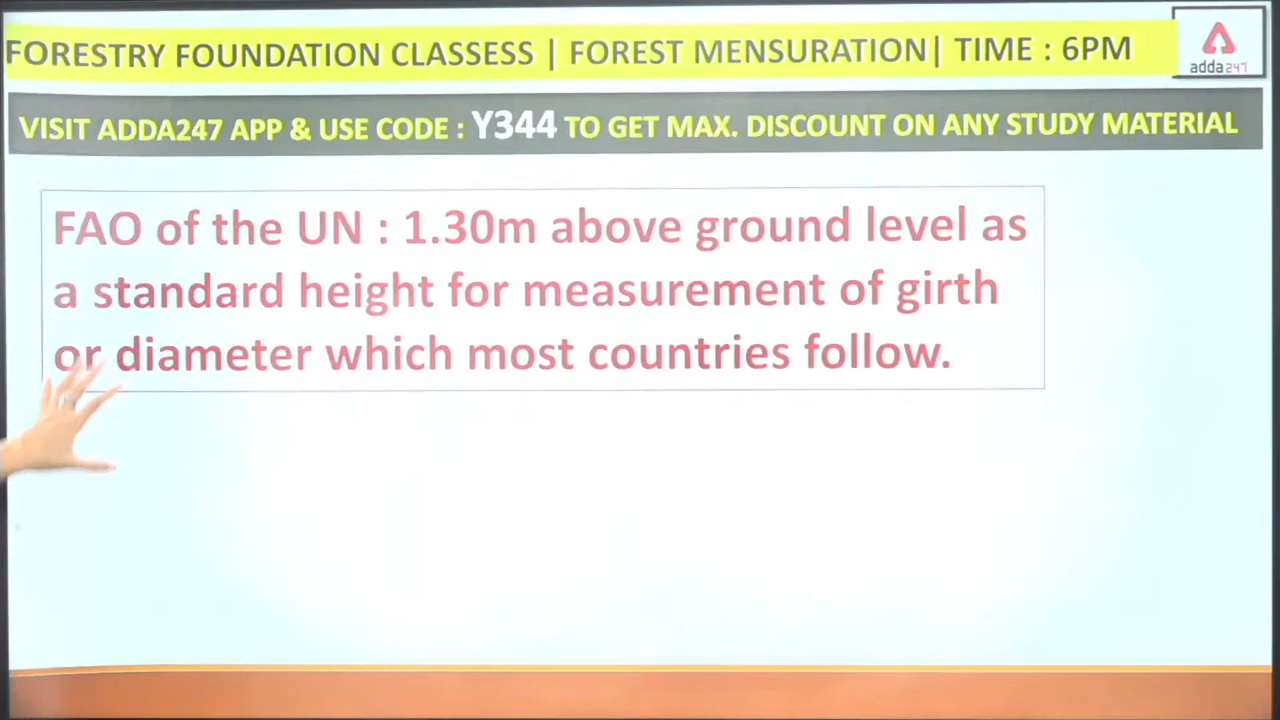 FORESTRY FOUNDATION CLASSESS | FOREST MENSURATION| TIME : 6PM
adda247
VISIT ADDA247 APP & USE CODE : Y344 TO GET MAX. DISCOUNT ON ANY STUDY MATERIAL
FAO of the UN : 1.30m above ground level as
a standard height for measurement of girth
or diameter which most countries follow.